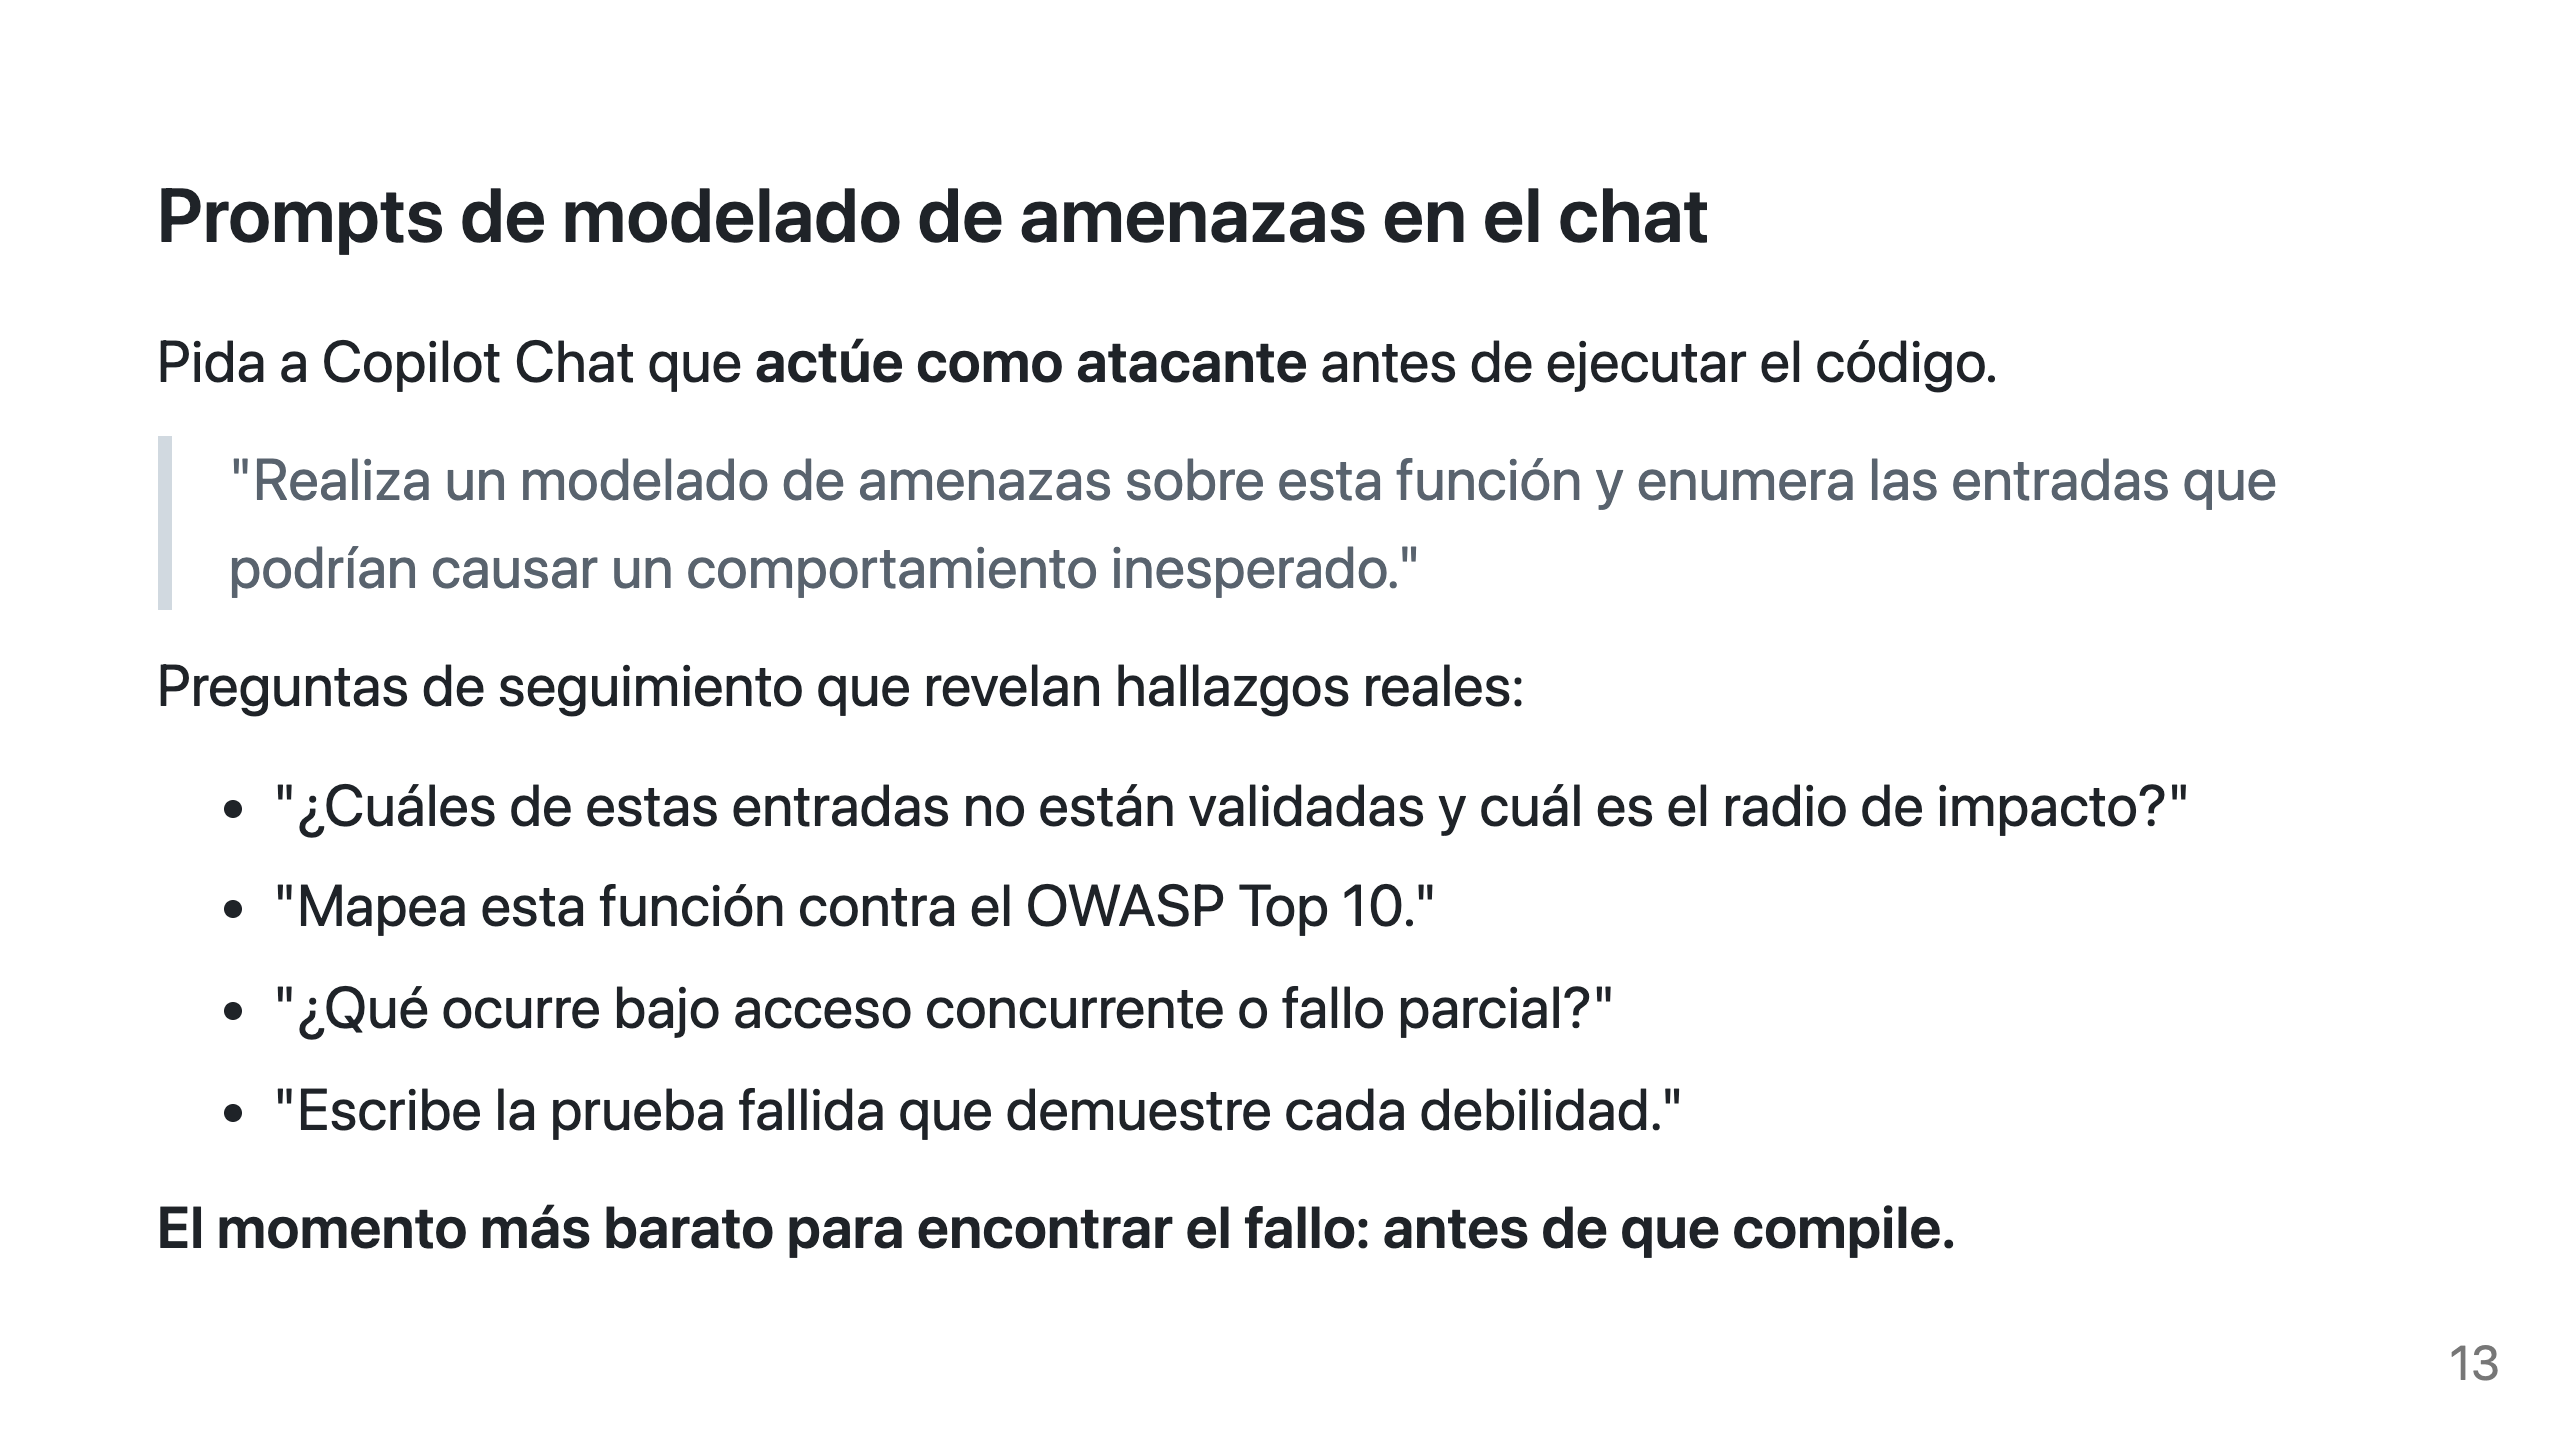 Prompts de modelado de amenazas en el chat
Pida a Copilot Chat que actúe como atacante antes de ejecutar el código.
"Realiza un modelado de amenazas sobre esta función y enumera las entradas que
podrían causar un comportamiento inesperado."
Preguntas de seguimiento que revelan hallazgos reales:
• "¿Cuáles de estas entradas no están validadas y cuál es el radio de impacto?"
• "Mapea esta función contra el OWASP Top 10."
• "¿Qué ocurre bajo acceso concurrente o fallo parcial?"
• "Escribe la prueba fallida que demuestre cada debilidad."
El momento más barato para encontrar el fallo: antes de que compile.
13